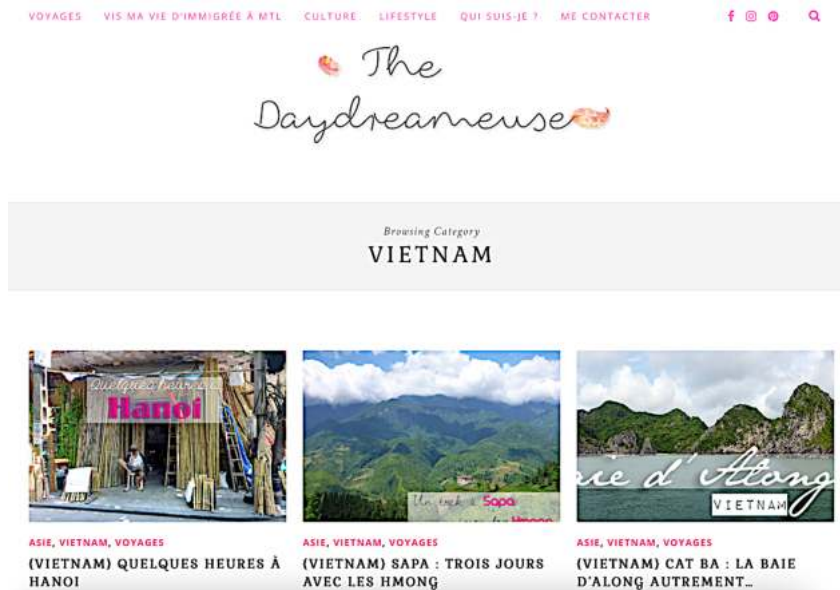 VOYAGES VIS MA VIE D'IMMIGRÉE À MTL CULTURE LIFESTYLE QUI SUIS-JE ? ME CONTACTER
The
Daydreameuse
Browsing Category
VIETNAM
Quelques heures à
Hanoi
Un trek à Sapa
Hmong
aie d'Along
VIETNAM
ASIE, VIETNAM, VOYAGES
(VIETNAM) QUELQUES HEURES À
HANOI
ASIE, VIETNAM, VOYAGES
(VIETNAM) SAPA : TROIS JOURS
AVEC LES HMONG
ASIE, VIETNAM, VOYAGES
(VIETNAM) CAT BA : LA BAIE
D'ALONG AUTREMENT…